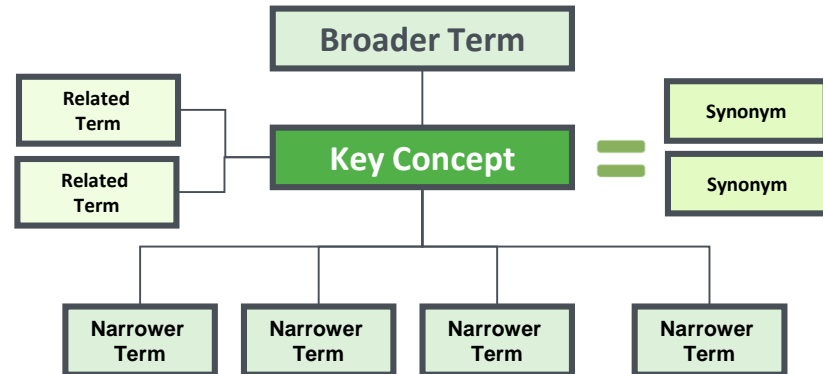 Broader Term
Related
Term
Synonym
Key Concept
Related
Term
Synonym
Narrower
Term
Narrower
Term
Narrower
Term
Narrower
Term